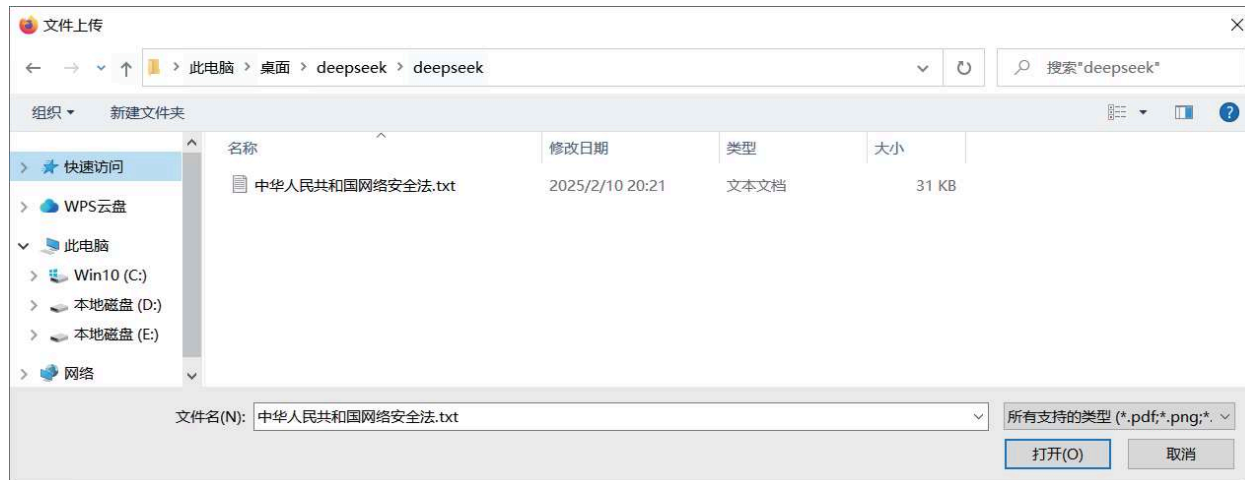 文件上传
此电脑 > 桌面 > deepseek > deepseek
搜索"deepseek"
组织 新建文件夹
名称 修改日期 类型 大小
快速访问
中华人民共和国网络安全法.txt 2025/2/10 20:21 文本文档 31 KB
WPS云盘
此电脑
Win10 (C:)
本地磁盘 (D:)
本地磁盘 (E:)
网络
文件名(N): 中华人民共和国网络安全法.txt 所有支持的类型 (*.pdf;*.png;*.
打开(O) 取消